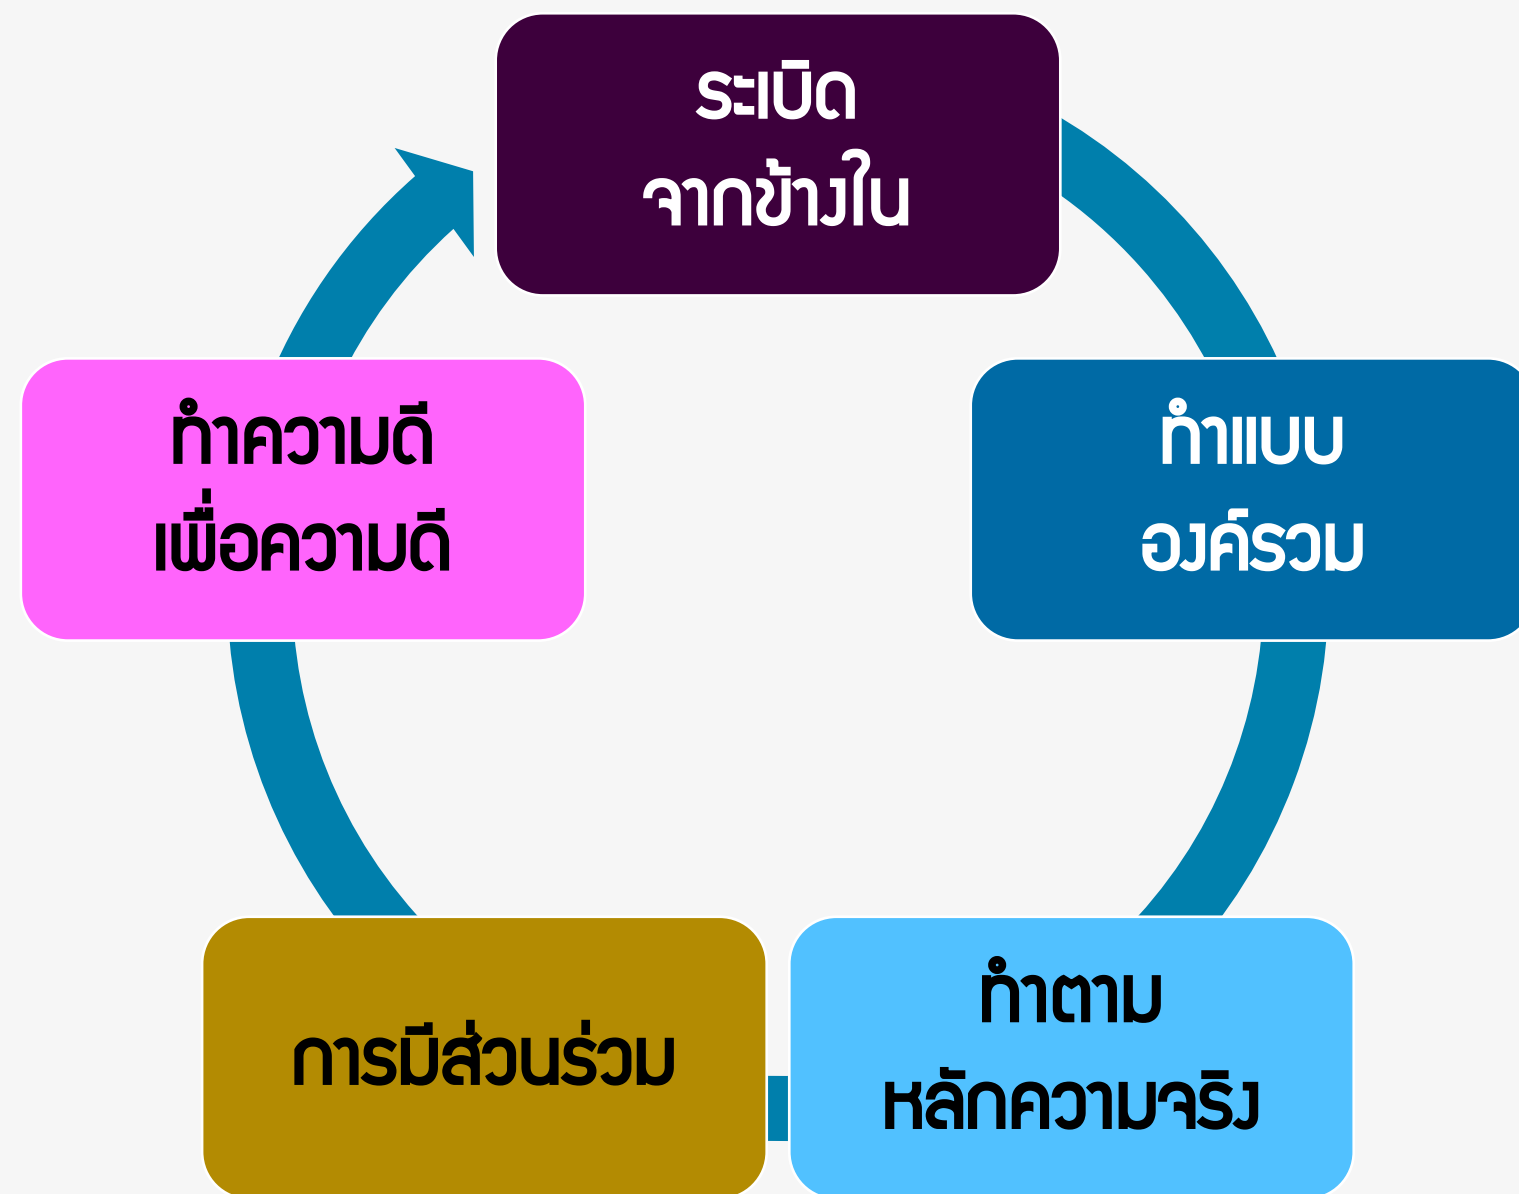 ระเบิด
จากข้างใน
ทำแบบ
องค์รวม
ทำตาม
หลักความจริง
การมีส่วนร่วม
ทำความดี
เพื่อความดี